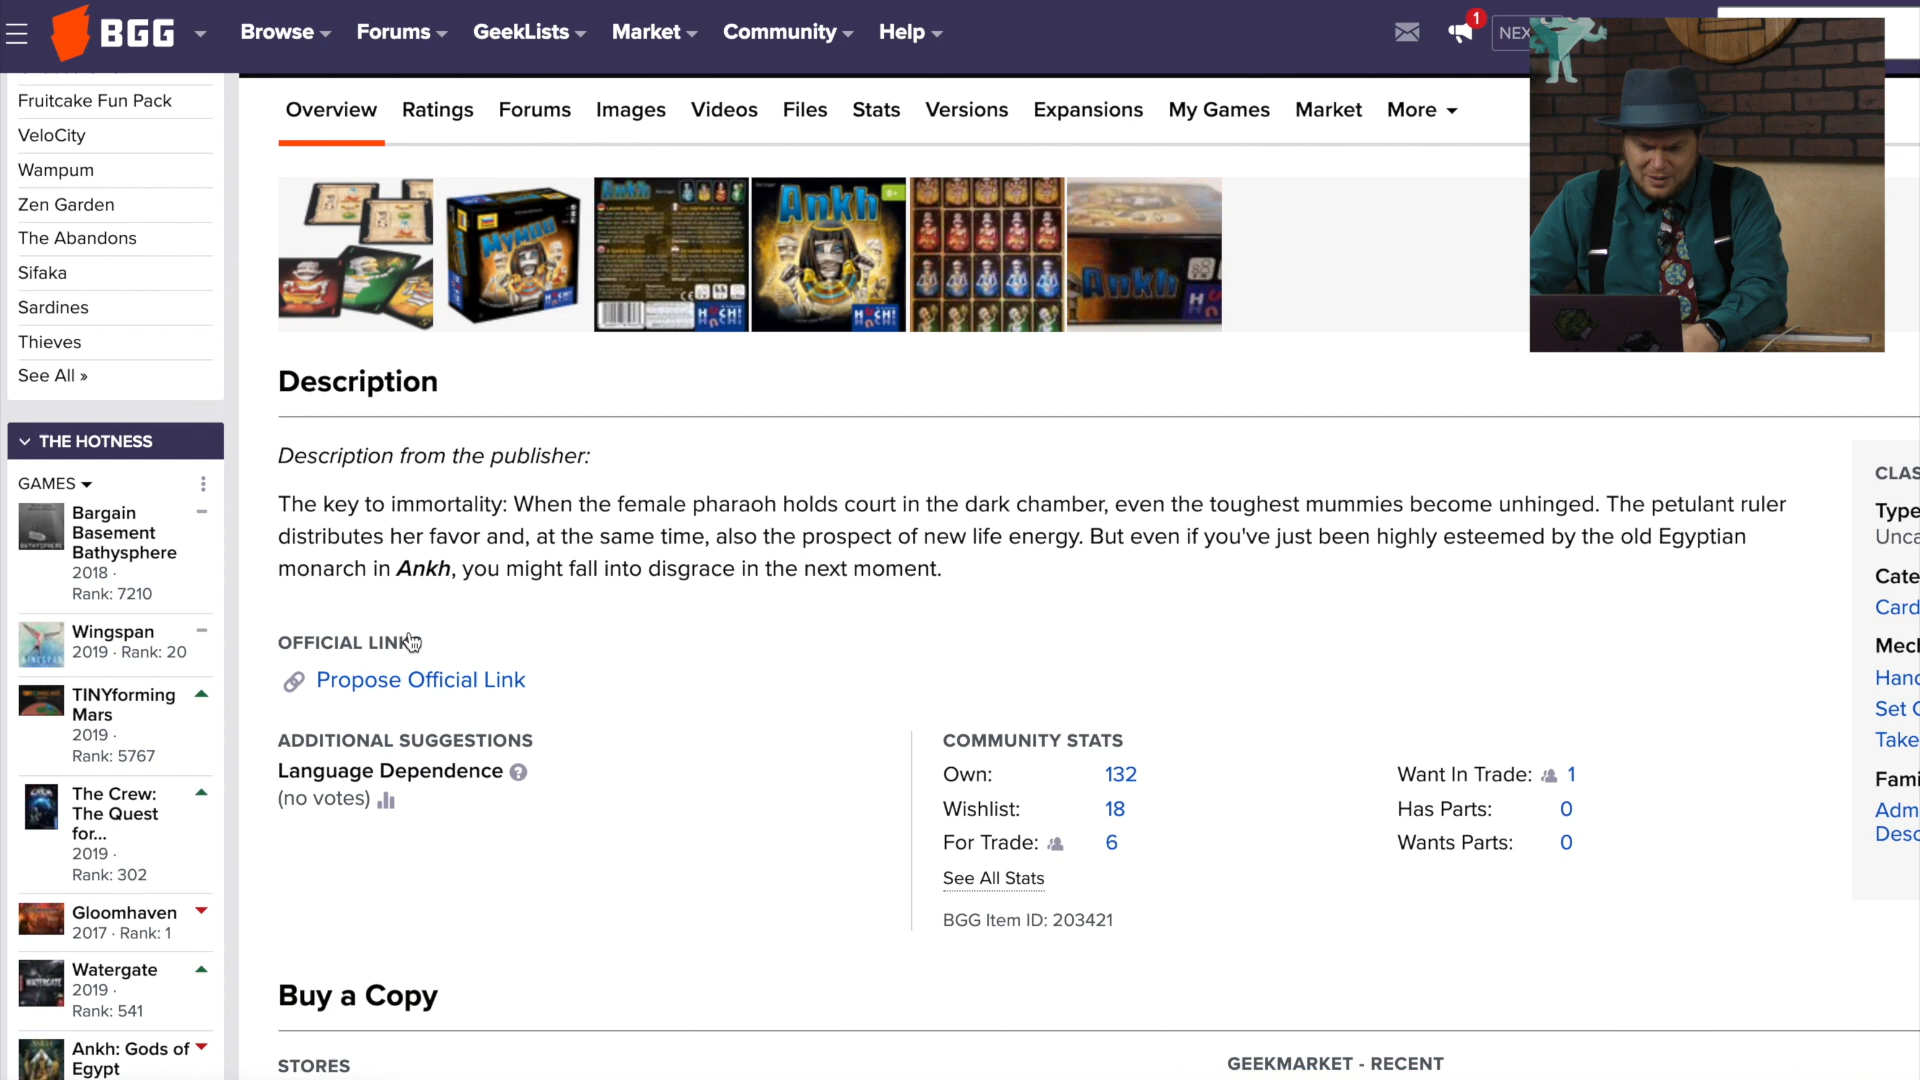 BGG
Browse
Forums
GeekLists
Market
Community
Help
1
NEX
Fruitcake Fun Pack
VeloCity
Wampum
Zen Garden
The Abandons
Sifaka
Sardines
Thieves
See All »
THE HOTNESS
GAMES
Bargain
Basement
Bathysphere
2018 ·
Rank: 7210
Wingspan
2019 · Rank: 20
TINYforming
Mars
2019 ·
Rank: 5767
The Crew:
The Quest
for...
2019 ·
Rank: 302
Gloomhaven
2017 · Rank: 1
Watergate
2019 ·
Rank: 541
Ankh: Gods of
Egypt
Overview
Ratings
Forums
Images
Videos
Files
Stats
Versions
Expansions
My Games
Market
More
Ankh
HUCH!
Ankh
8+
HUCH!
Ankh
Description
Description from the publisher:
The key to immortality: When the female pharaoh holds court in the dark chamber, even the toughest mummies become unhinged. The petulant ruler
distributes her favor and, at the same time, also the prospect of new life energy. But even if you've just been highly esteemed by the old Egyptian
monarch in Ankh, you might fall into disgrace in the next moment.
OFFICIAL LINK
Propose Official Link
ADDITIONAL SUGGESTIONS
Language Dependence ?
(no votes)
COMMUNITY STATS
Own: 132
Wishlist: 18
For Trade: 6
See All Stats
BGG Item ID: 203421
Want In Trade: 1
Has Parts: 0
Wants Parts: 0
CLAS
Type
Unca
Cate
Card
Mech
Hand
Set C
Take
Fami
Adm
Desc
Buy a Copy
STORES
GEEKMARKET - RECENT